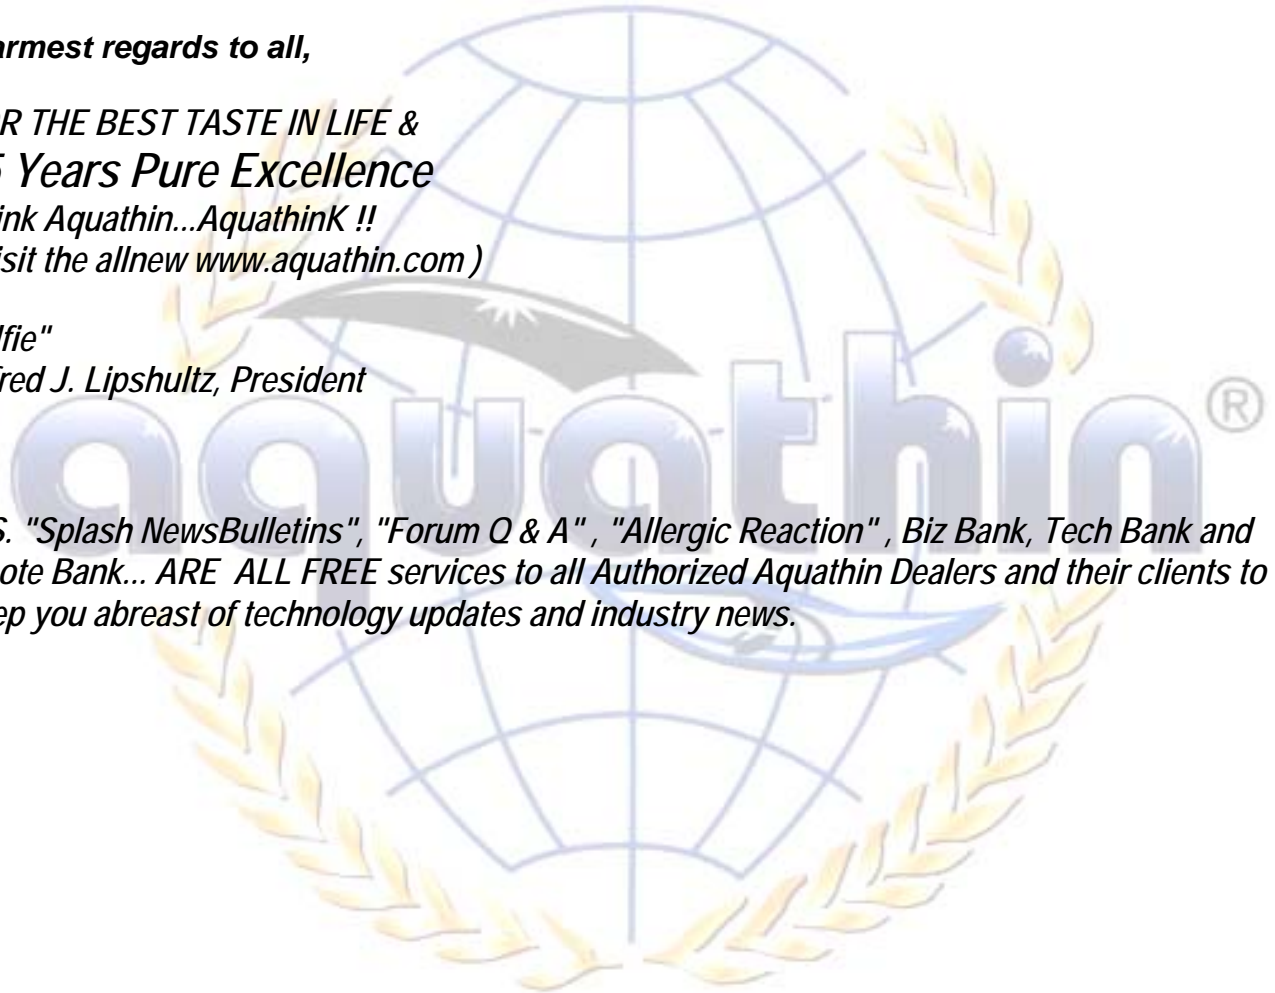 armest regards to all,
R THE BEST TASTE IN LIFE &
Years Pure Excellence
ink Aquathin...AquathinK !!
isit the allnew www.aquathin.com )
lfie"
red J. Lipshultz, President
aquathin®
S. "Splash NewsBulletins", "Forum Q & A" , "Allergic Reaction" , Biz Bank, Tech Bank and
ote Bank... ARE ALL FREE services to all Authorized Aquathin Dealers and their clients to
ep you abreast of technology updates and industry news.